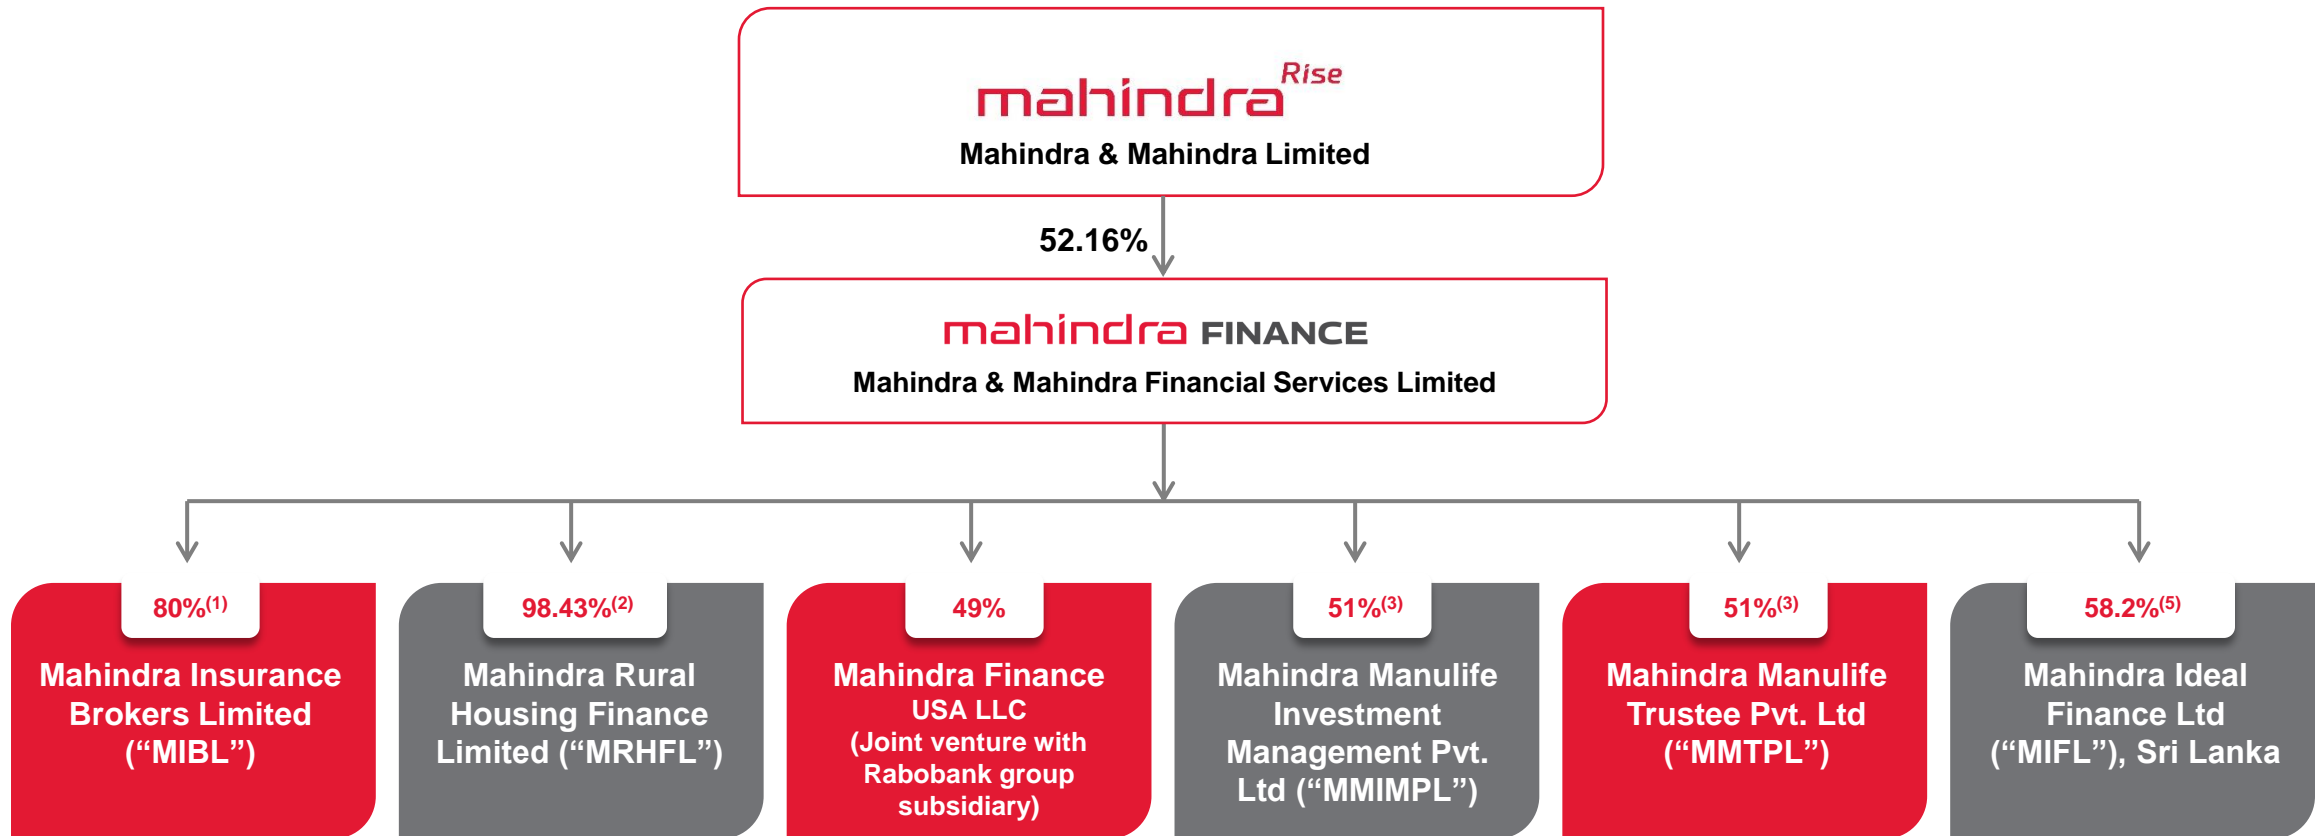 mahindra Rise
Mahindra & Mahindra Limited
52.16%
mahindra FINANCE
Mahindra & Mahindra Financial Services Limited
80%(1)
Mahindra Insurance
Brokers Limited
(“MIBL”)
98.43%(2)
Mahindra Rural
Housing Finance
Limited (“MRHFL”)
49%
Mahindra Finance
USA LLC
(Joint venture with
Rabobank group
subsidiary)
51%(3)
Mahindra Manulife
Investment
Management Pvt.
Ltd (“MMIMPL”)
51%(3)
Mahindra Manulife
Trustee Pvt. Ltd
(“MMTPL”)
58.2%(5)
Mahindra Ideal
Finance Ltd
(“MIFL”), Sri Lanka